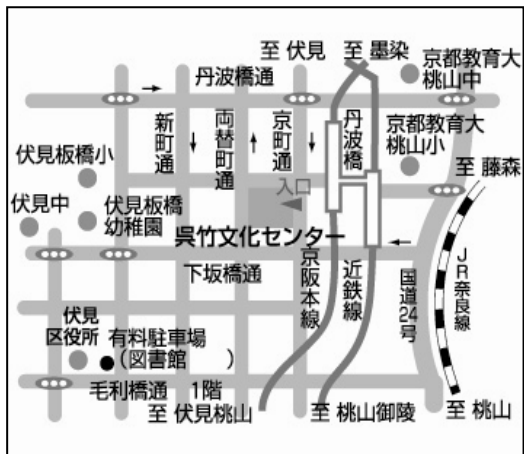 至 伏見
至 墨染
京都教育大
桃山中
丹波橋通
新町通
両替町通
京町通
丹波橋
京都教育大
桃山小
伏見板橋小
入口
至 藤森
伏見中
伏見板橋
幼稚園
呉竹文化センター
下坂橋通
京阪本線
近鉄線
国道24号
JR奈良線
伏見
区役所
有料駐車場
(図書館　　)
毛利橋通 1階
至 伏見桃山
至 桃山御陵
至 桃山